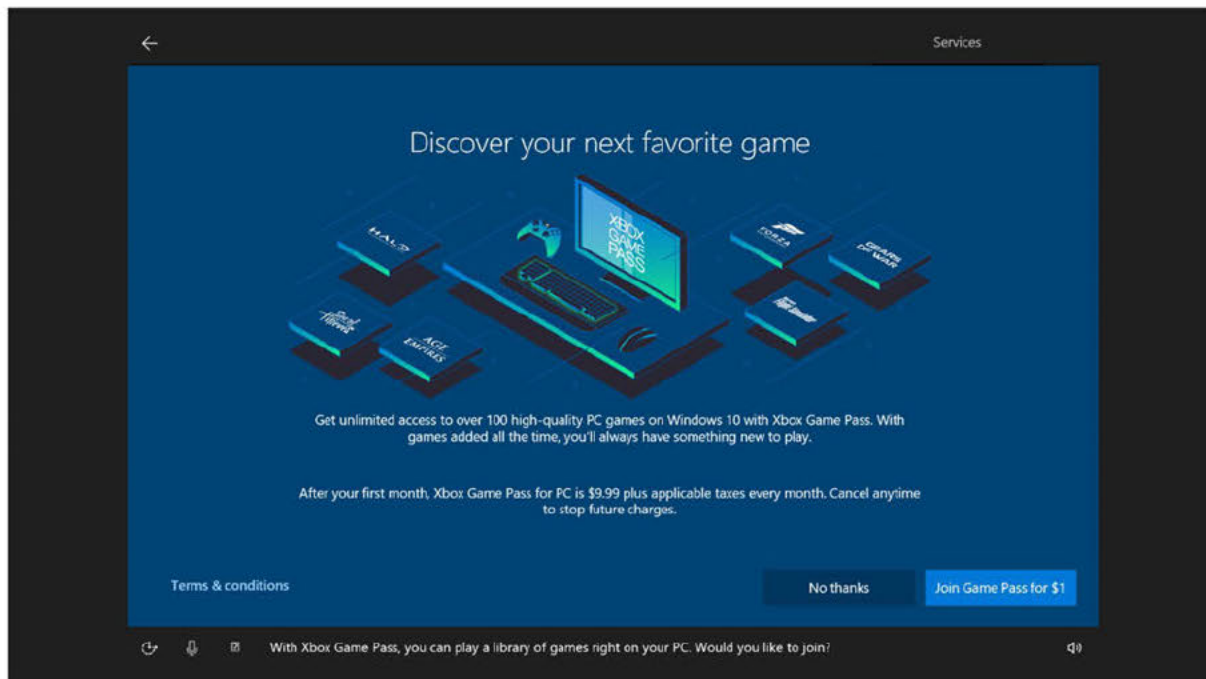 Services
Discover your next favorite game
HALO
XBOX
GAME
PASS
FORZA
GEARS
OF WAR
Sea of
Thieves
AGE
EMPIRES
Flight Simulator
Get unlimited access to over 100 high-quality PC games on Windows 10 with Xbox Game Pass. With
games added all the time, you'll always have something new to play.
After your first month, Xbox Game Pass for PC is $9.99 plus applicable taxes every month. Cancel anytime
to stop future charges.
Terms & conditions
No thanks
Join Game Pass for $1
With Xbox Game Pass, you can play a library of games right on your PC. Would you like to join?